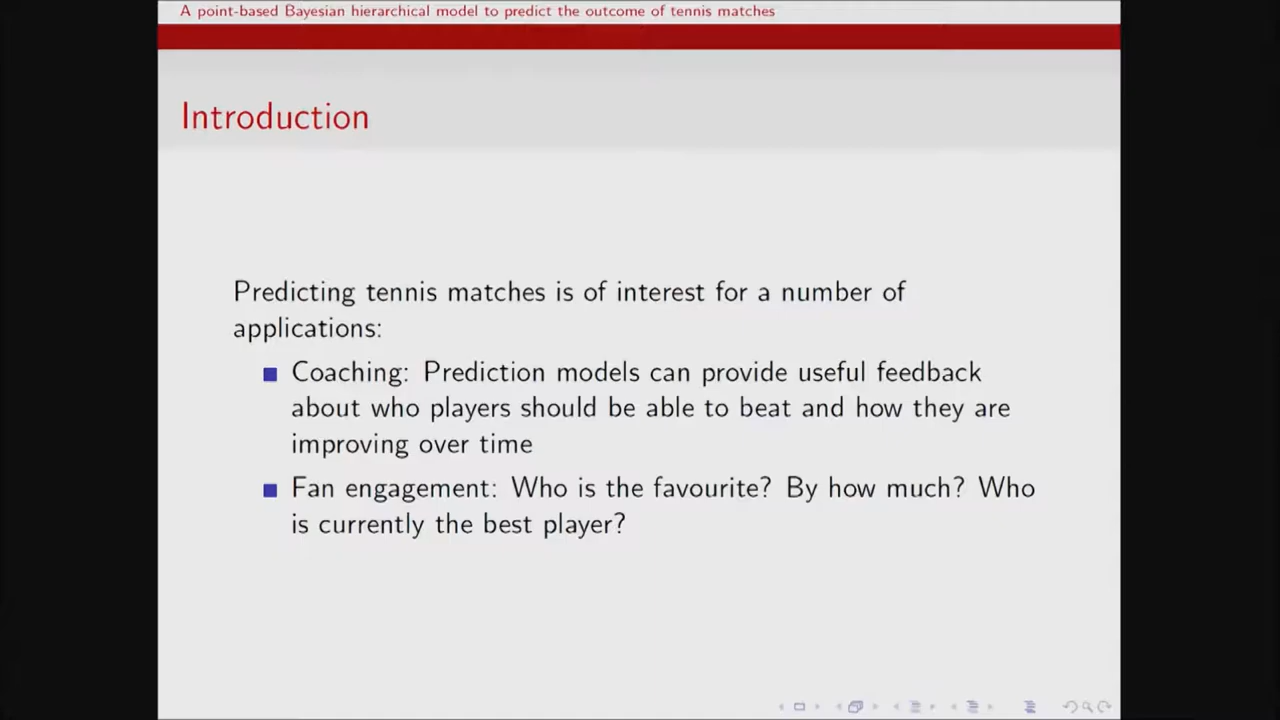 A point-based Bayesian hierarchical model to predict the outcome of tennis matches
Introduction
Predicting tennis matches is of interest for a number of
applications:
Coaching: Prediction models can provide useful feedback
about who players should be able to beat and how they are
improving over time
Fan engagement: Who is the favourite? By how much? Who
is currently the best player?